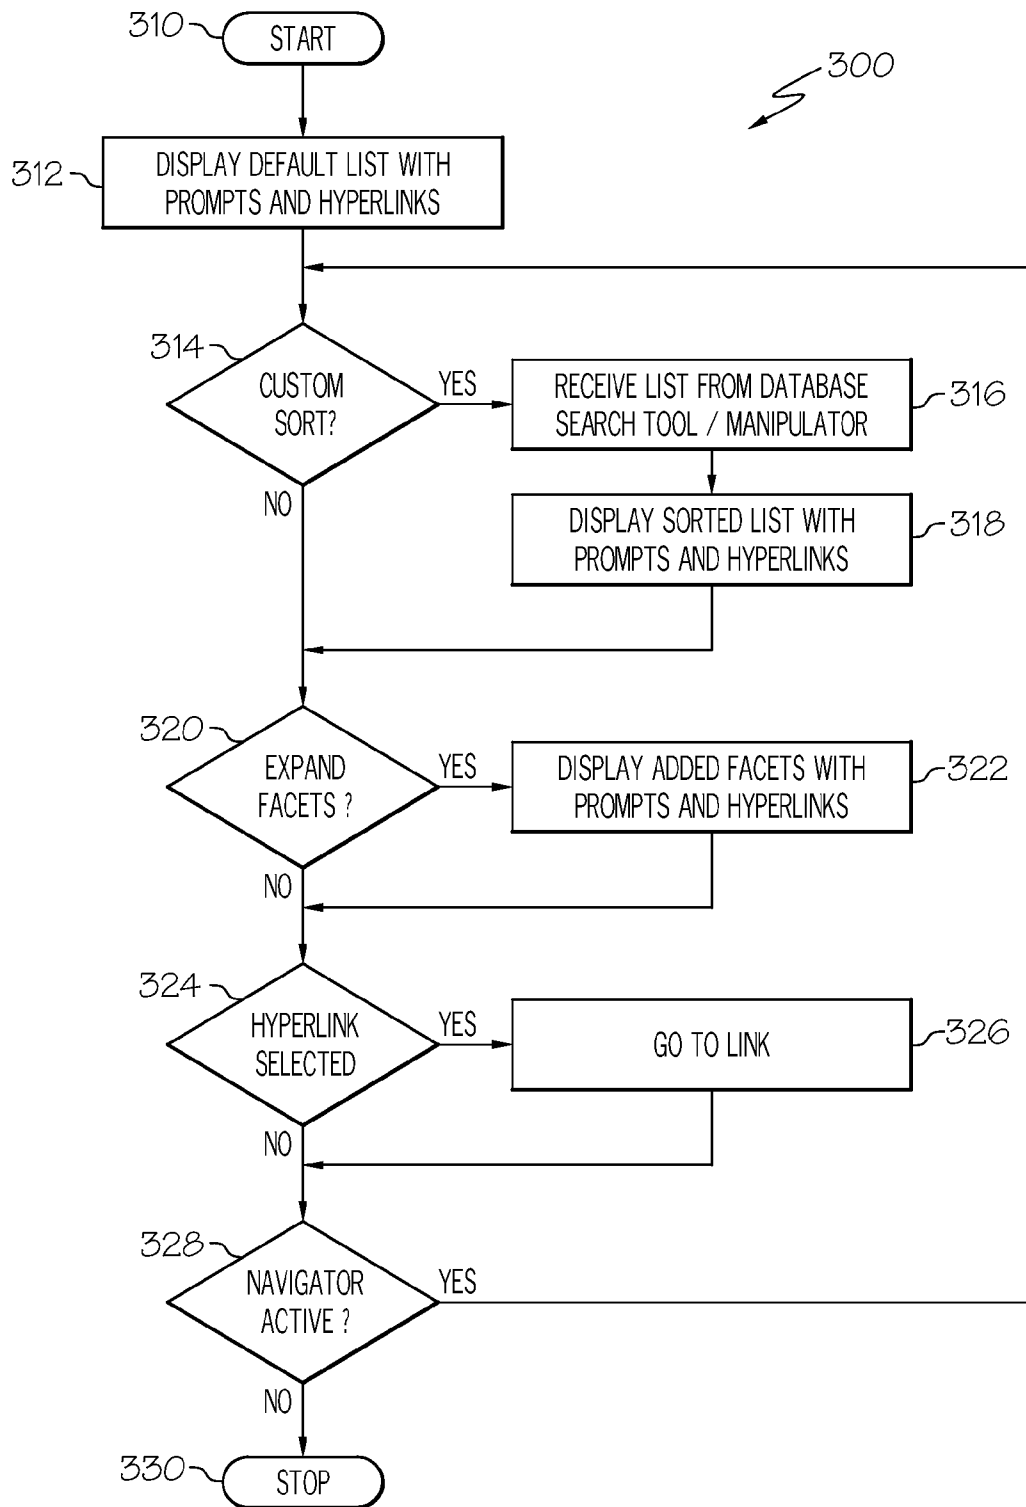 310
START
300
312
DISPLAY DEFAULT LIST WITH
PROMPTS AND HYPERLINKS
314
CUSTOM
SORT?
YES
RECEIVE LIST FROM DATABASE
SEARCH TOOL / MANIPULATOR
316
NO
DISPLAY SORTED LIST WITH
PROMPTS AND HYPERLINKS
318
320
EXPAND
FACETS ?
YES
DISPLAY ADDED FACETS WITH
PROMPTS AND HYPERLINKS
322
NO
324
HYPERLINK
SELECTED
YES
GO TO LINK
326
NO
328
NAVIGATOR
ACTIVE ?
YES
NO
330
STOP